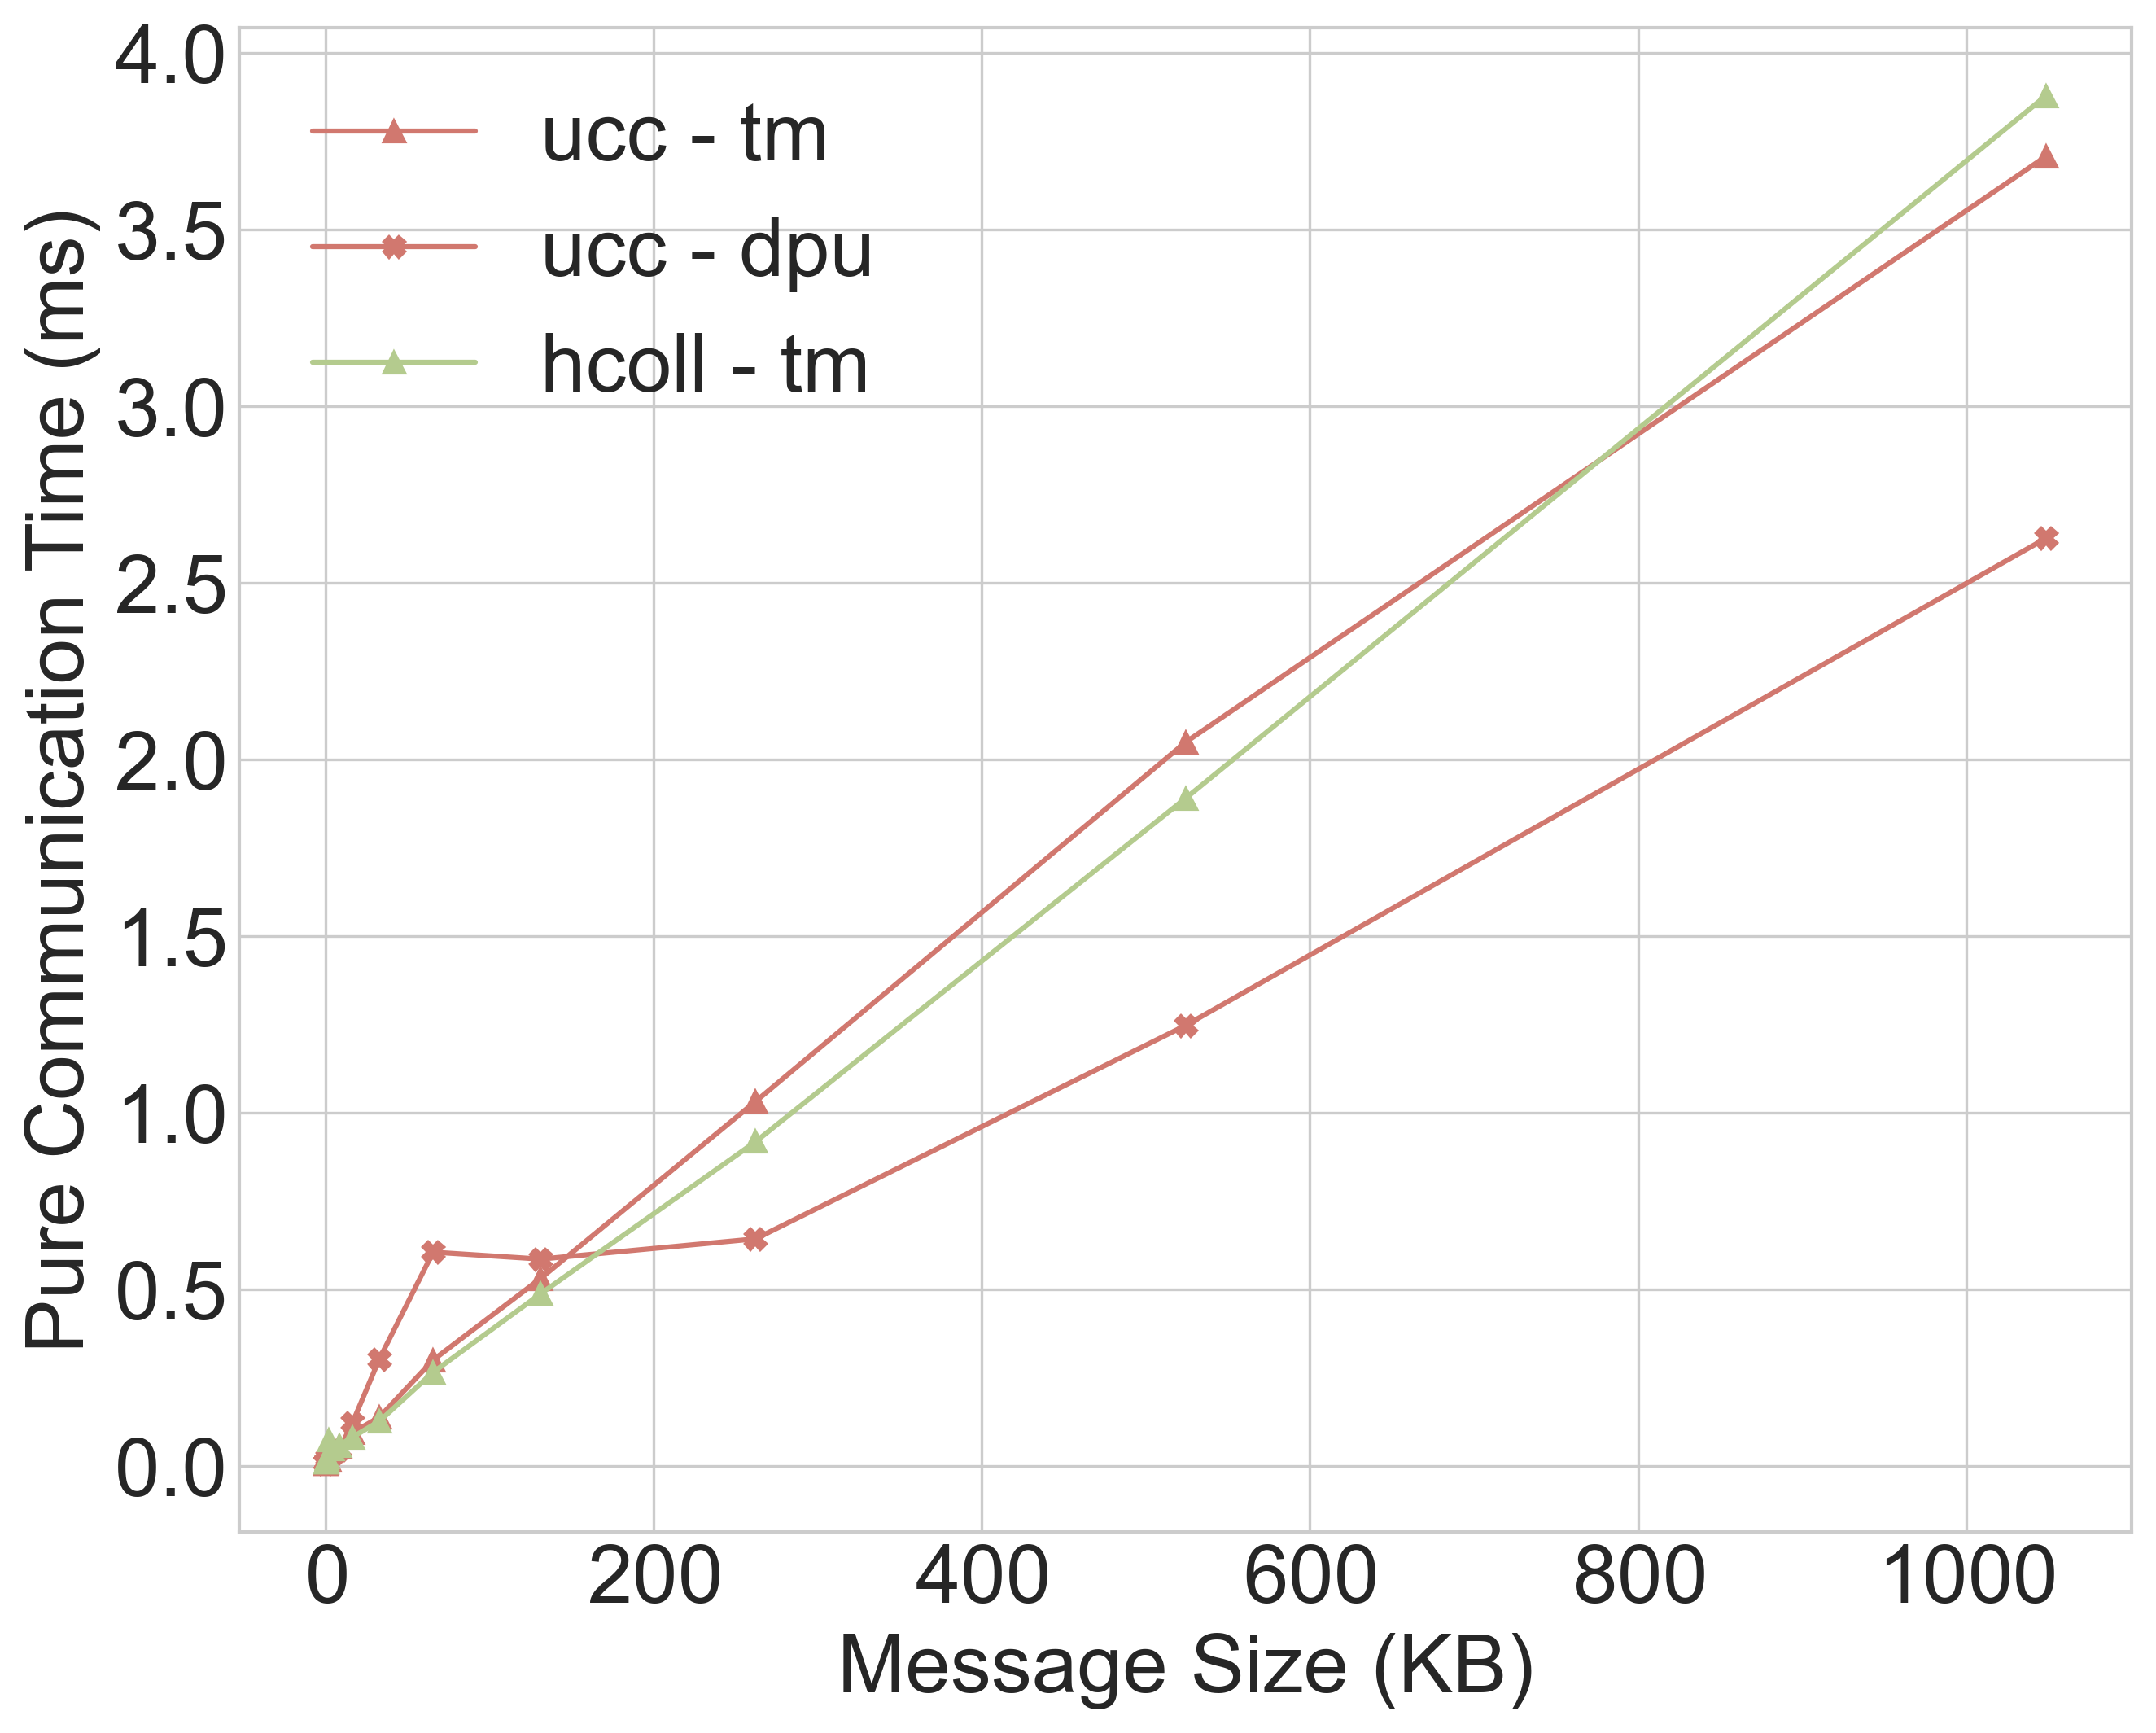 4.0
3.5
3.0
2.5
2.0
1.5
1.0
0.5
0.0
Pure Communication Time (ms)
ucc - tm
ucc - dpu
hcoll - tm
0 200 400 600 800 1000
Message Size (KB)